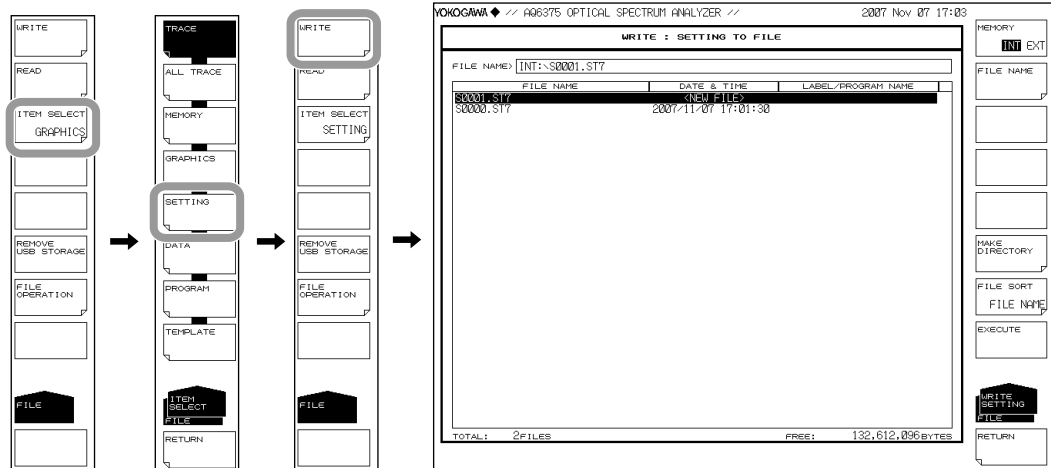 WRITE
READ
ITEM SELECT
GRAPHICS
REMOVE
USB STORAGE
FILE
OPERATION
FILE
TRACE
ALL TRACE
MEMORY
GRAPHICS
SETTING
DATA
PROGRAM
TEMPLATE
ITEM
SELECT
FILE
RETURN
WRITE
READ
ITEM SELECT
SETTING
REMOVE
USB STORAGE
FILE
OPERATION
FILE
YOKOGAWA ◆ // AQ6375 OPTICAL SPECTRUM ANALYZER // 2007 Nov 07 17:03
WRITE : SETTING TO FILE
FILE NAME> INT:\S0001.ST7
FILE NAME DATE & TIME LABEL/PROGRAM NAME
S0001.ST7 <NEW FILE>
S0000.ST7 2007/11/07 17:01:30
TOTAL: 2FILES FREE: 132,612,096BYTES
MEMORY
INT EXT
FILE NAME
MAKE
DIRECTORY
FILE SORT
FILE NAME
EXECUTE
WRITE
SETTING
FILE
RETURN